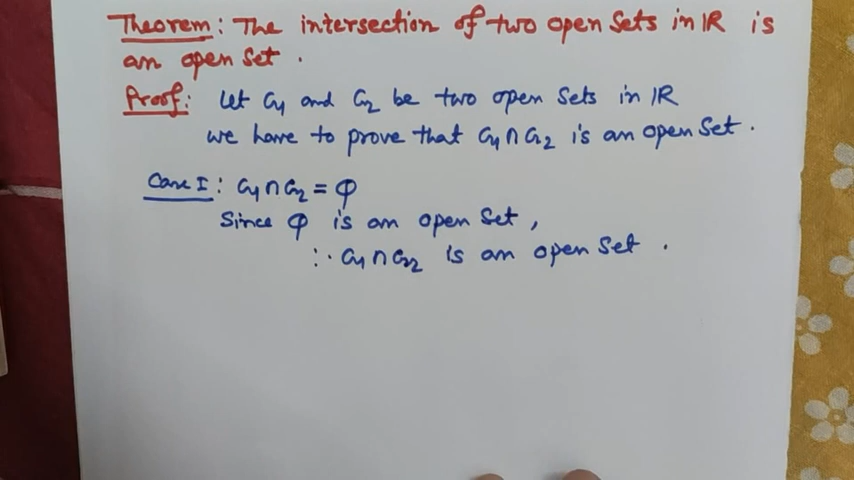 Theorem: The intersection of two open sets in ℝ is
an open set.
Proof: Let G₁ and G₂ be two open sets in ℝ
we have to prove that G₁∩G₂ is an open set.
Case I: G₁∩G₂ = φ
Since φ is an open set,
∴ G₁∩G₂ is an open set.